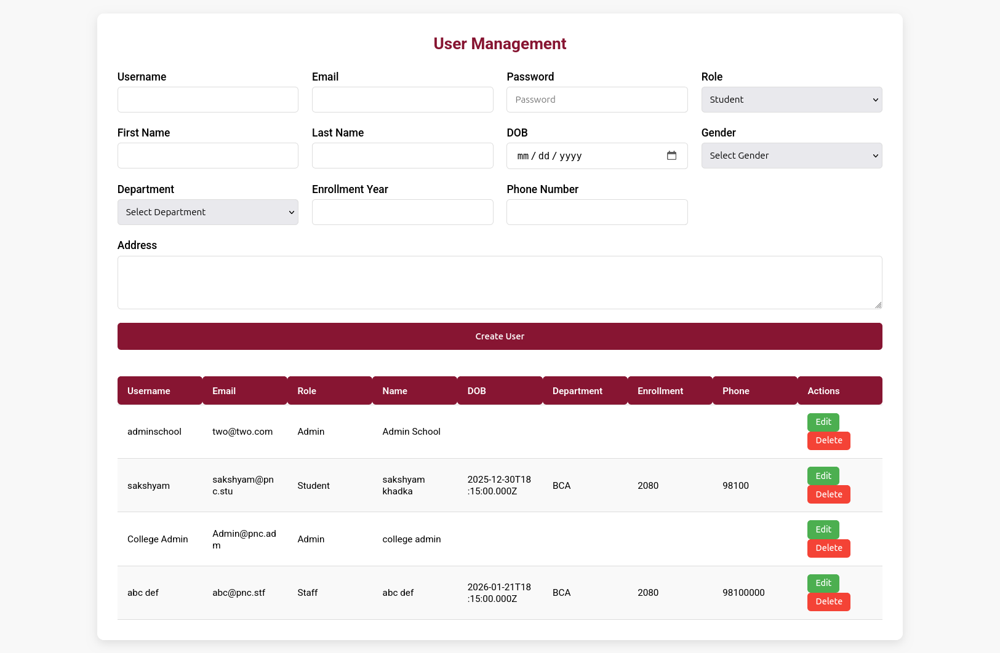 User Management
Username Email Password Role
Password Student
First Name Last Name DOB Gender
mm / dd / yyyy Select Gender
Department Enrollment Year Phone Number
Select Department
Address
Create User
Username Email Role Name DOB Department Enrollment Phone Actions
adminschool two@two.com Admin Admin School Edit
Delete
sakshyam sakshyam@pn
c.stu Student sakshyam
khadka 2025-12-30T18
:15:00.000Z BCA 2080 98100 Edit
Delete
College Admin Admin@pnc.ad
m Admin college admin Edit
Delete
abc def abc@pnc.stf Staff abc def 2026-01-21T18
:15:00.000Z BCA 2080 98100000 Edit
Delete